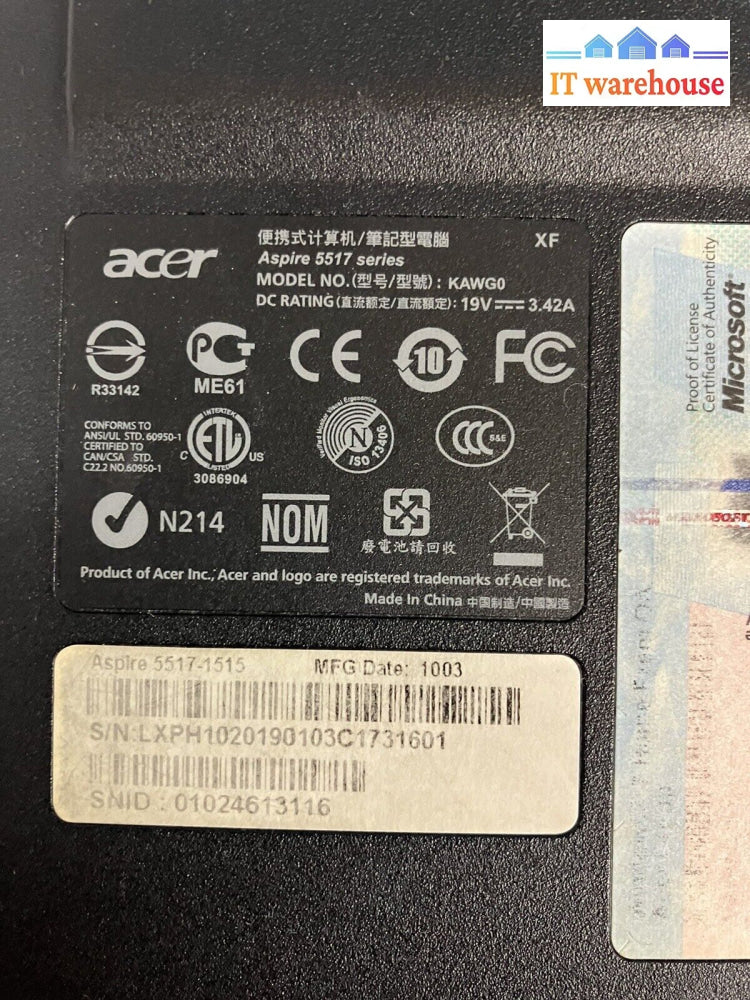 IT warehouse
acer
便携式计算机/筆記型電腦
XF
Aspire 5517 series
MODEL NO.(型号/型號): KAWG0
DC RATING(直流额定/直流額定): 19V⎓3.42A
R33142
PCT
ME61
CE
10
FC
CONFORMS TO
ANSI/UL STD. 60950-1
CERTIFIED TO
CAN/CSA STD.
C22.2 NO.60950-1
INTERTEK
C ETL US
LISTED
3086904
N
ISO 13406
CCC S&E
N214
NOM
廢電池請回收
Product of Acer Inc., Acer and logo are registered trademarks of Acer Inc.
Made In China 中国制造/中國製造
Aspire 5517-1515 MFG Date: 1003
S/N:LXPH1020190103C1731601
SNID : 01024613116
Proof of License
Certificate of Authenticity
Microsoft